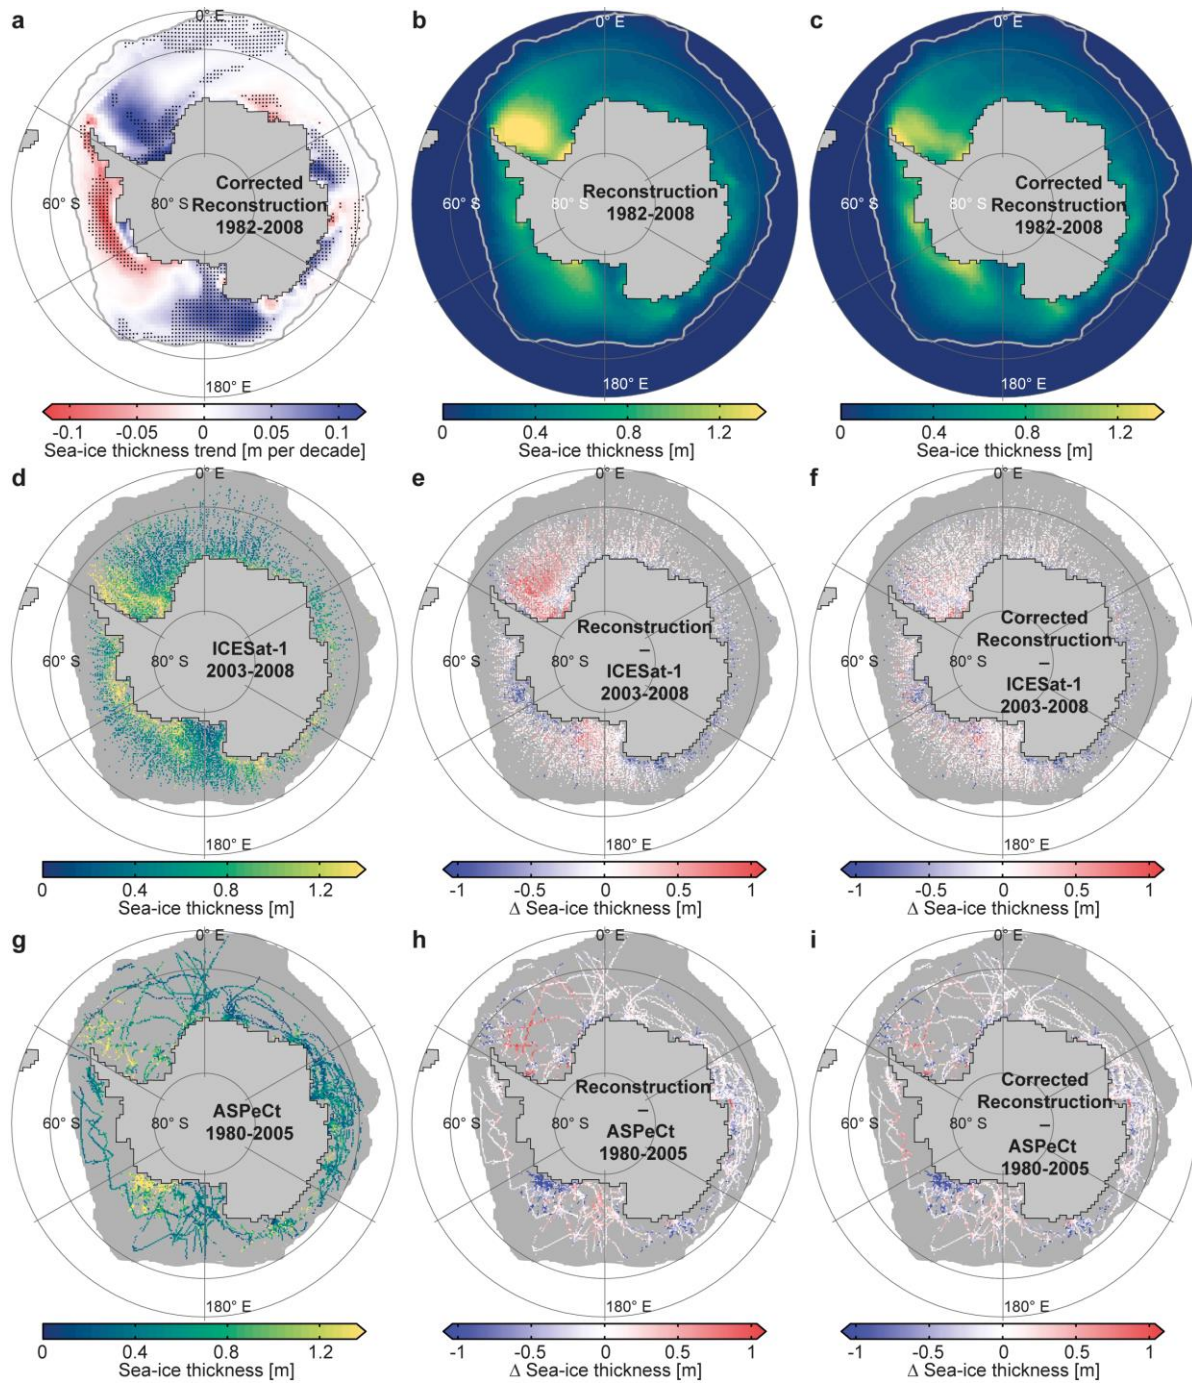 a
0° E
60° S
80° S
Corrected
Reconstruction
1982-2008
180° E
-0.1 -0.05 0 0.05 0.1
Sea-ice thickness trend [m per decade]
b
0° E
60° S
80° S
Reconstruction
1982-2008
180° E
0 0.4 0.8 1.2
Sea-ice thickness [m]
c
0° E
60° S
80° S
Corrected
Reconstruction
1982-2008
180° E
0 0.4 0.8 1.2
Sea-ice thickness [m]
d
0° E
60° S
80° S
ICESat-1
2003-2008
180° E
0 0.4 0.8 1.2
Sea-ice thickness [m]
e
0° E
60° S
80° S
Reconstruction
–
ICESat-1
2003-2008
180° E
-1 -0.5 0 0.5 1
Δ Sea-ice thickness [m]
f
0° E
60° S
80° S
Corrected
Reconstruction
–
ICESat-1
2003-2008
180° E
-1 -0.5 0 0.5 1
Δ Sea-ice thickness [m]
g
0° E
60° S
80° S
ASPeCt
1980-2005
180° E
0 0.4 0.8 1.2
Sea-ice thickness [m]
h
0° E
60° S
80° S
Reconstruction
–
ASPeCt
1980-2005
180° E
-1 -0.5 0 0.5 1
Δ Sea-ice thickness [m]
i
0° E
60° S
80° S
Corrected
Reconstruction
–
ASPeCt
1980-2005
180° E
-1 -0.5 0 0.5 1
Δ Sea-ice thickness [m]